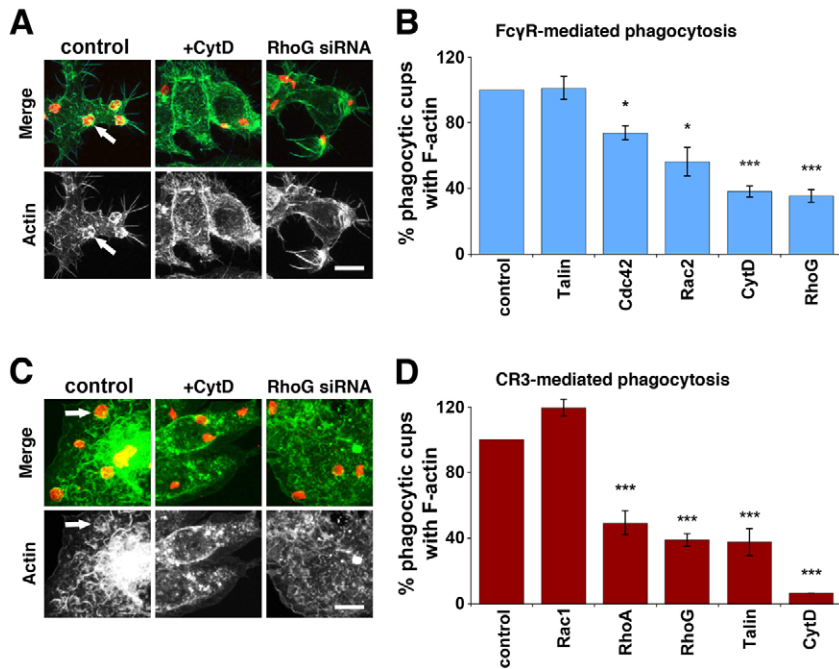 A
control
+CytD
RhoG siRNA
Merge
Actin
B
FcγR-mediated phagocytosis
% phagocytic cups
with F-actin
120
80
40
0
*
*
***
***
control
Talin
Cdc42
Rac2
CytD
RhoG
C
control
+CytD
RhoG siRNA
Merge
Actin
D
CR3-mediated phagocytosis
% phagocytic cups
with F-actin
120
80
40
0
***
***
***
***
control
Rac1
RhoA
RhoG
Talin
CytD